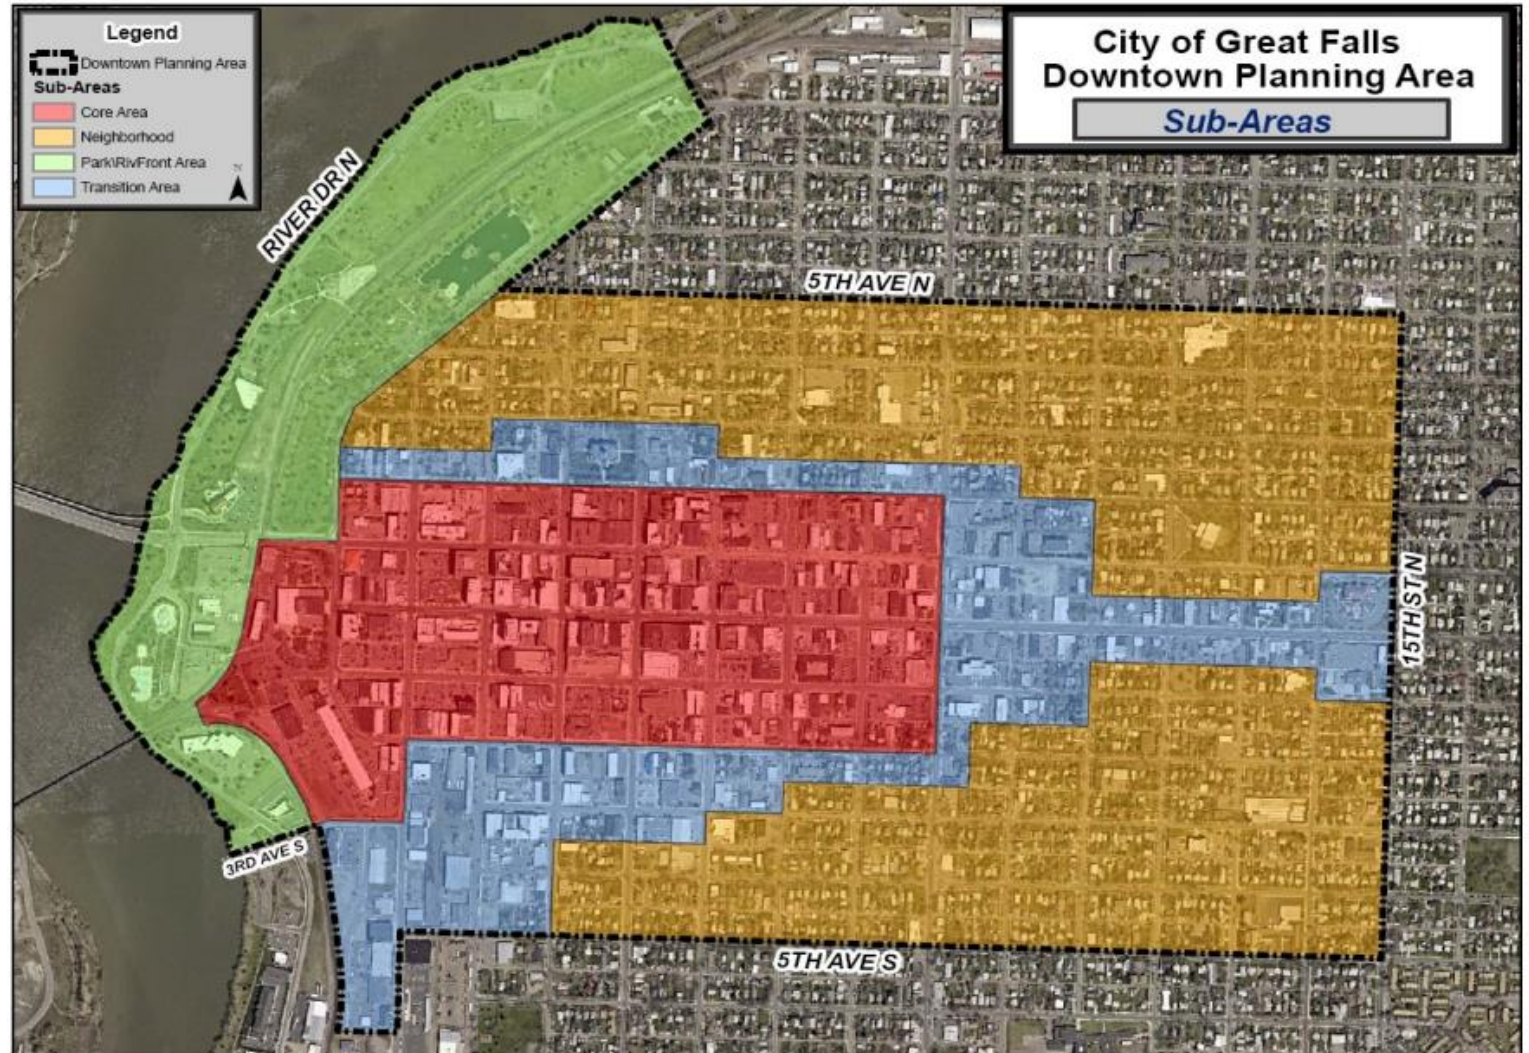 Legend
Downtown Planning Area
Sub-Areas
Core Area
Neighborhood
Park\RivFront Area
Transition Area
N
City of Great Falls
Downtown Planning Area
Sub-Areas
RIVER DR N
5TH AVE N
15TH ST N
3RD AVE S
5TH AVE S